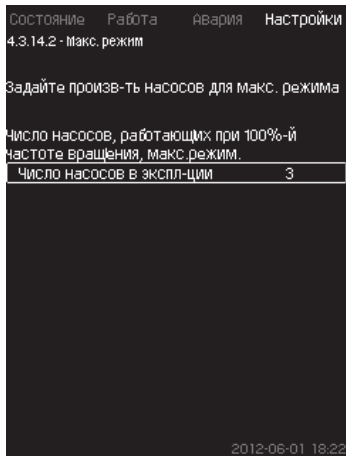 Состояние Работа Авария Настройки
4.3.14.2 - Макс. режим
Задайте произв-ть насосов для макс. режима
Число насосов, работающих при 100%-й
частоте вращения, макс.режим.
Число насосов в экспл-ции 3
2012-06-01 18:22